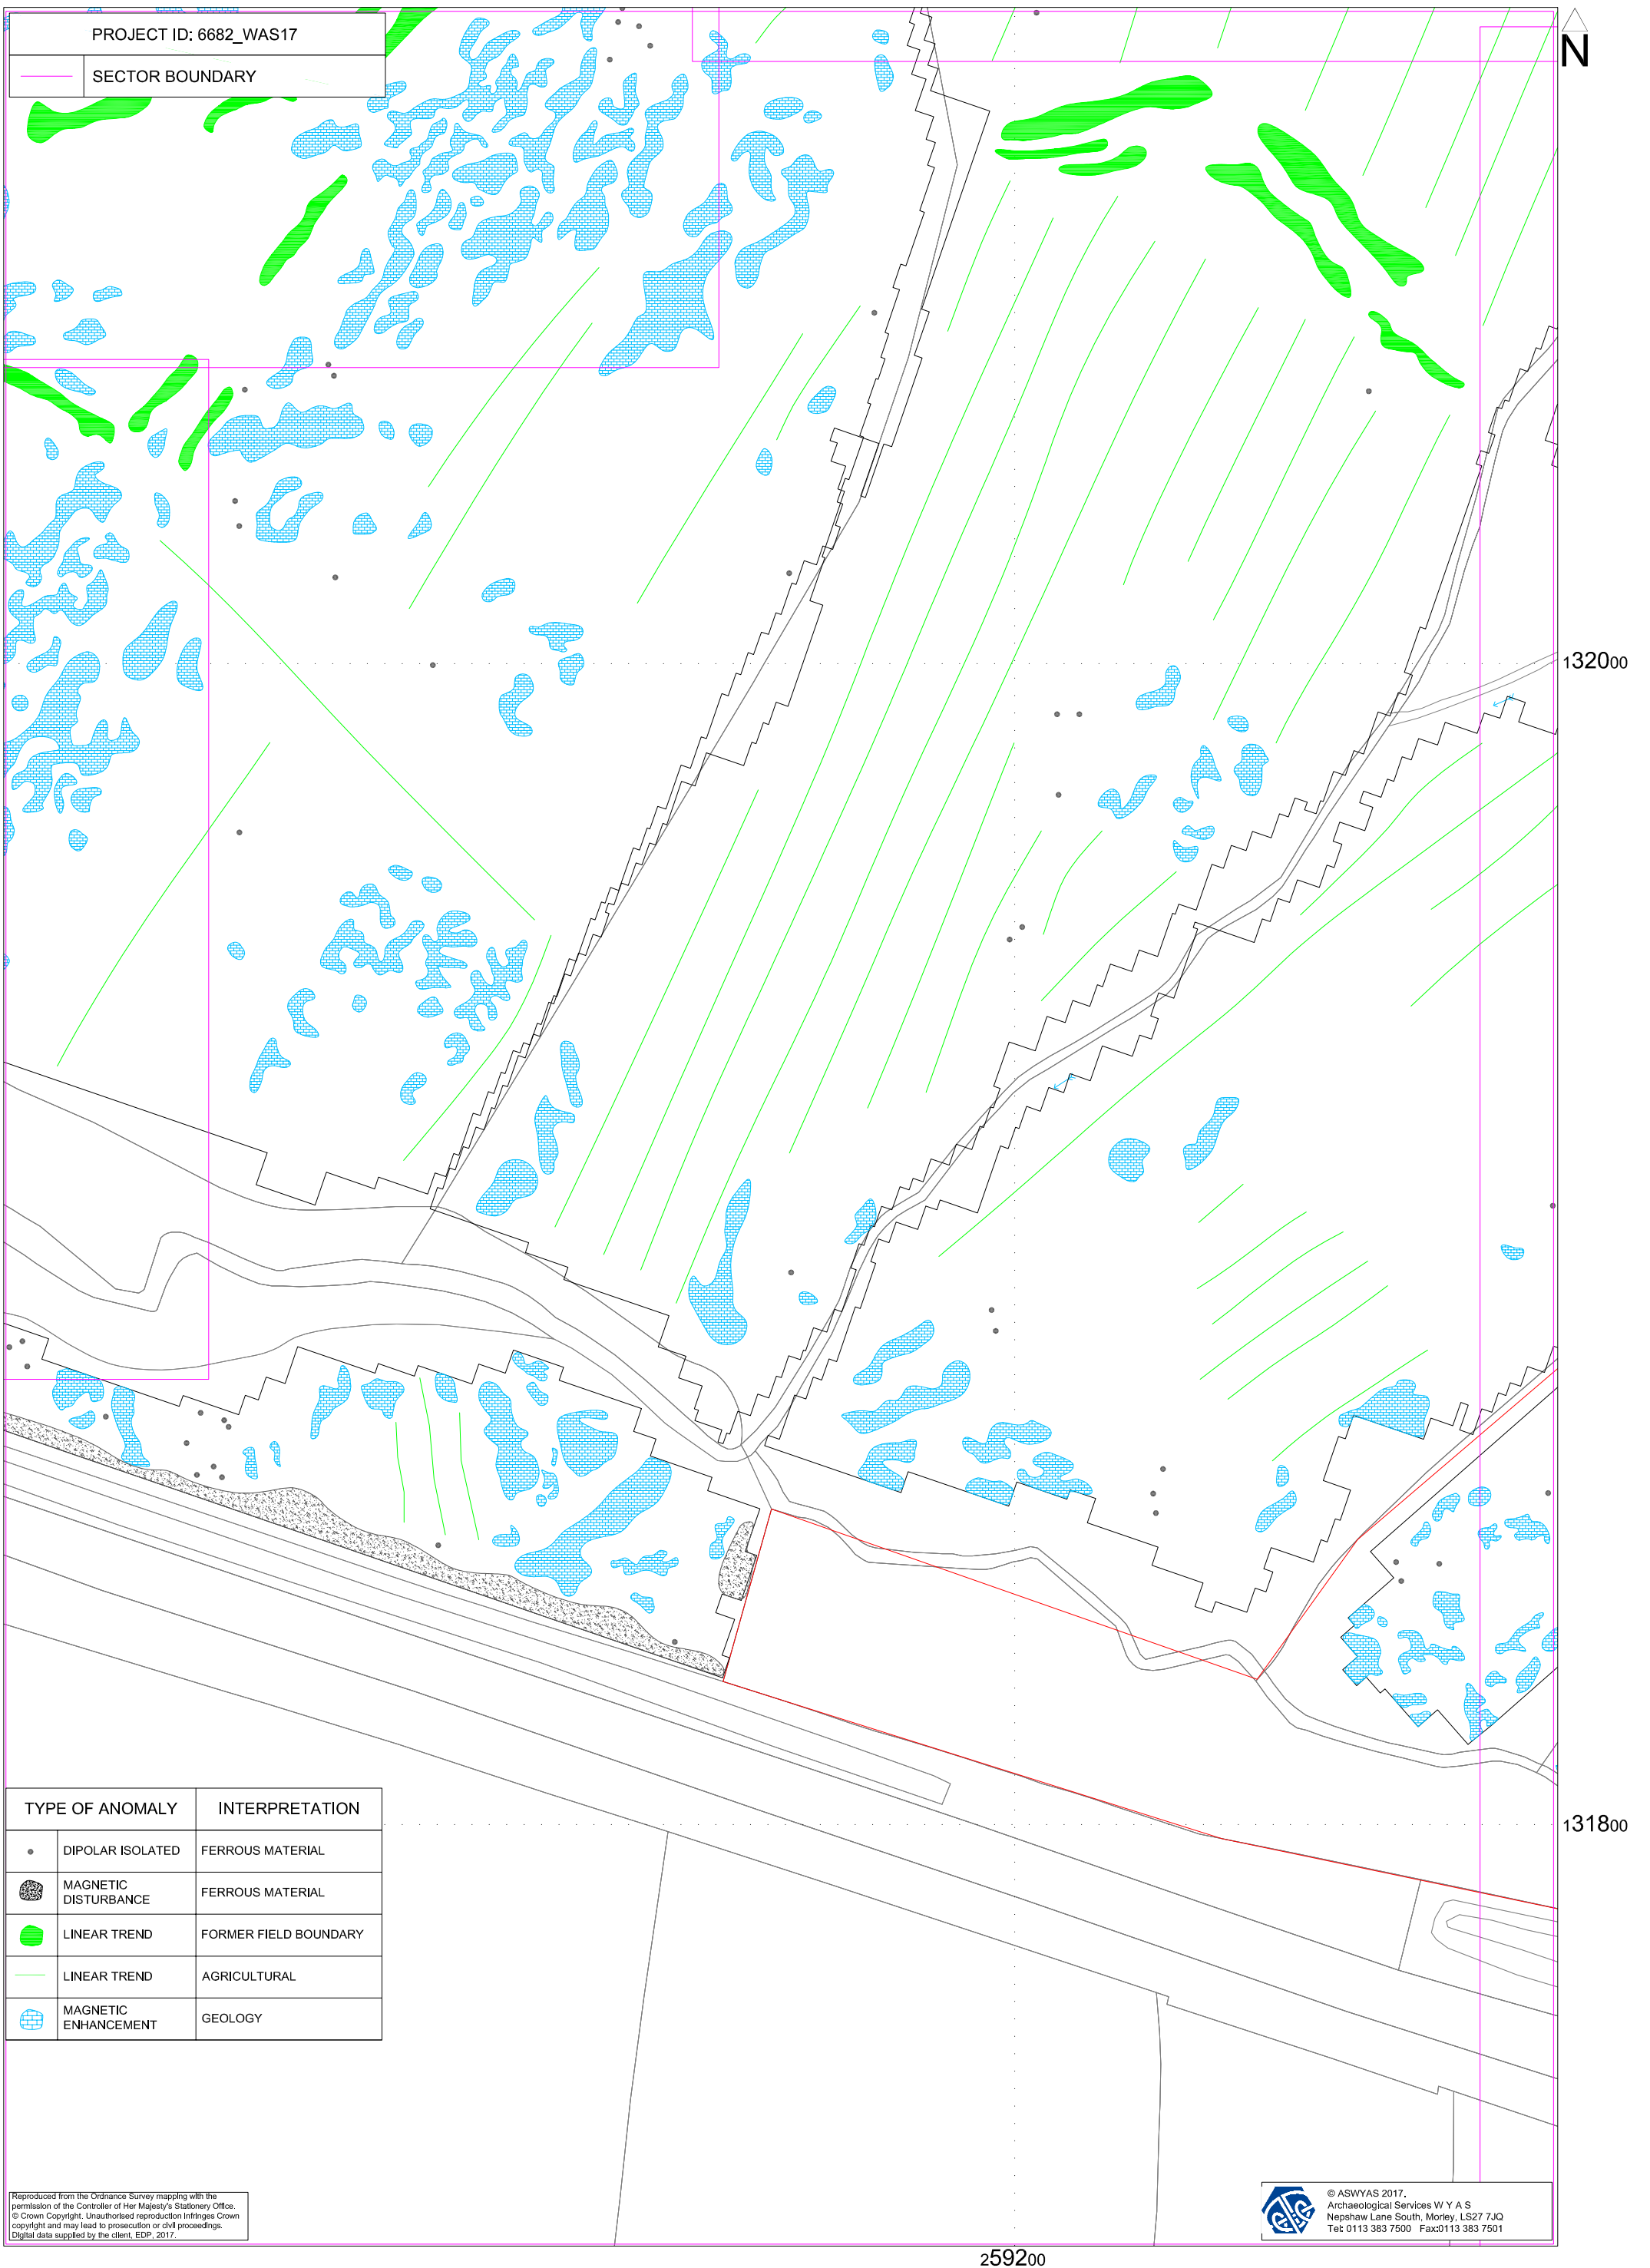 PROJECT ID: 6682_WAS17
SECTOR BOUNDARY
N
132000
131800
TYPE OF ANOMALY INTERPRETATION
DIPOLAR ISOLATED FERROUS MATERIAL
MAGNETIC
DISTURBANCE
FERROUS MATERIAL
LINEAR TREND FORMER FIELD BOUNDARY
LINEAR TREND AGRICULTURAL
MAGNETIC
ENHANCEMENT
GEOLOGY
Reproduced from the Ordnance Survey mapping with the
permission of the Controller of Her Majesty's Stationery Office.
© Crown Copyright. Unauthorised reproduction infringes Crown
copyright and may lead to prosecution or civil proceedings.
Digital data supplied by the client, EDP, 2017.
© ASWYAS 2017.
Archaeological Services W Y A S
Nepshaw Lane South, Morley, LS27 7JQ
Tel: 0113 383 7500 Fax:0113 383 7501
259200